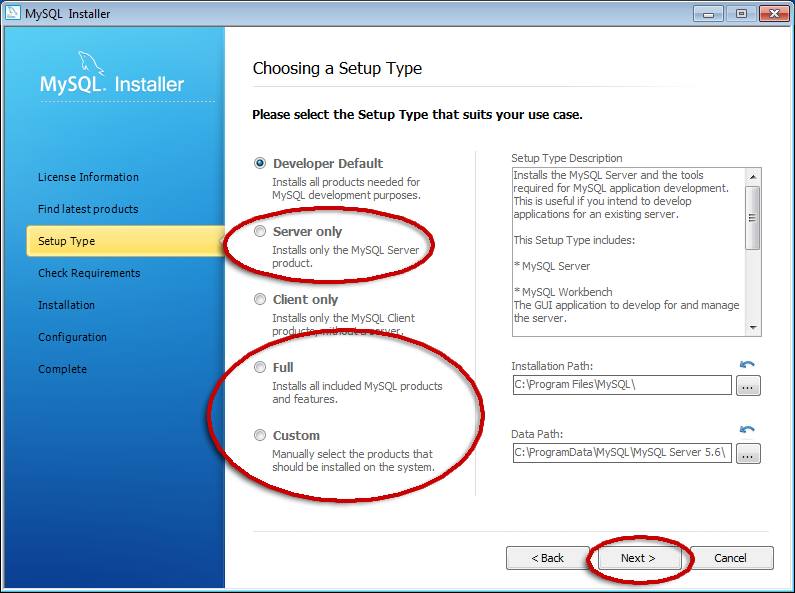 MySQL Installer
MySQL. Installer
License Information
Find latest products
Setup Type
Check Requirements
Installation
Configuration
Complete
Choosing a Setup Type
Please select the Setup Type that suits your use case.
Developer Default
Installs all products needed for
MySQL development purposes.
Server only
Installs only the MySQL Server
product.
Client only
Installs only the MySQL Client
products, without a server.
Full
Installs all included MySQL products
and features.
Custom
Manually select the products that
should be installed on the system.
Setup Type Description
Installs the MySQL Server and the tools
required for MySQL application development.
This is useful if you intend to develop
applications for an existing server.
This Setup Type includes:
* MySQL Server
* MySQL Workbench
The GUI application to develop for and manage
the server.
Installation Path:
C:\Program Files\MySQL\
...
Data Path:
C:\ProgramData\MySQL\MySQL Server 5.6\
...
< Back
Next >
Cancel